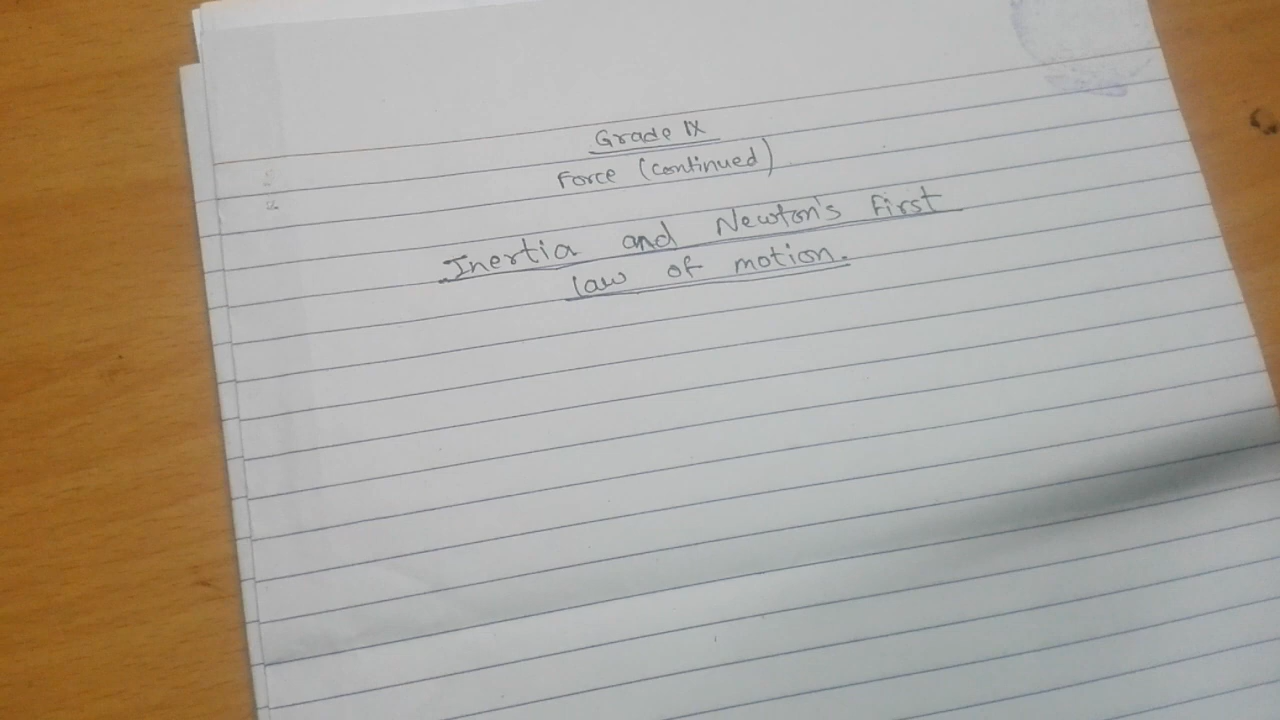 Grade IX
Force (continued)
Inertia and Newton's first
law of motion.